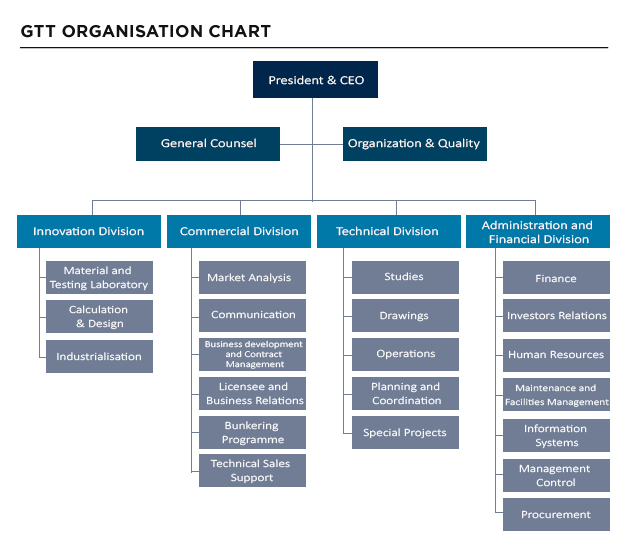 GTT ORGANISATION CHART
President & CEO
General Counsel
Organization & Quality
Innovation Division
Commercial Division
Technical Division
Administration and
Financial Division
Material and
Testing Laboratory
Calculation
& Design
Industrialisation
Market Analysis
Communication
Business development
and Contract
Management
Licensee and
Business Relations
Bunkering
Programme
Technical Sales
Support
Studies
Drawings
Operations
Planning and
Coordination
Special Projects
Finance
Investors Relations
Human Resources
Maintenance and
Facilities Management
Information
Systems
Management
Control
Procurement